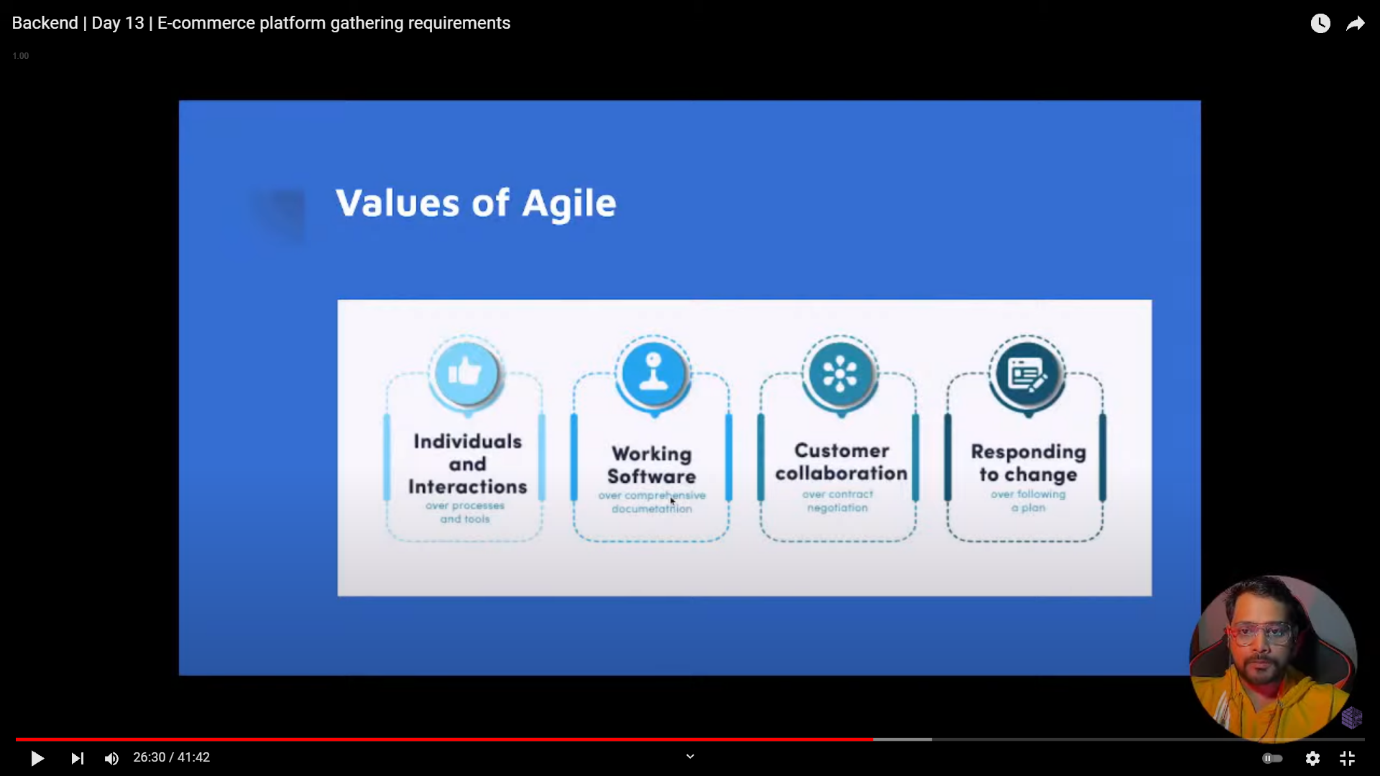 Backend | Day 13 | E-commerce platform gathering requirements
1.00
Values of Agile
Individuals
and
Interactions
over processes
and tools
Working
Software
over comprehensive
documetathion
Customer
collaboration
over contract
negotiation
Responding
to change
over following
a plan
26:30 / 41:42